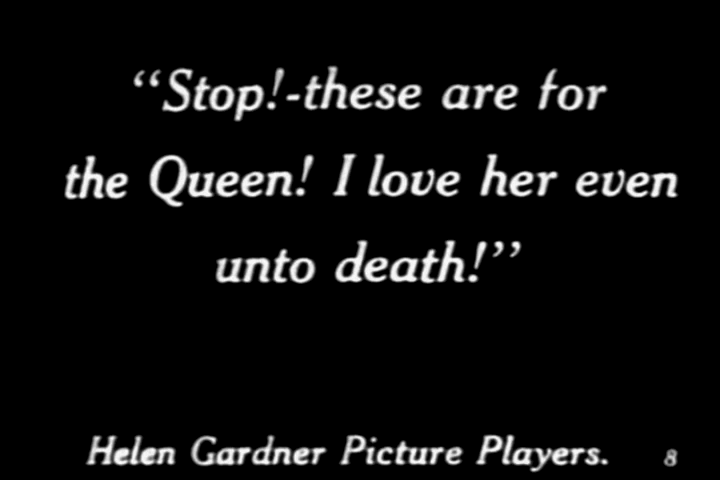 “Stop!-these are for
the Queen! I love her even
unto death!”
Helen Gardner Picture Players. 8